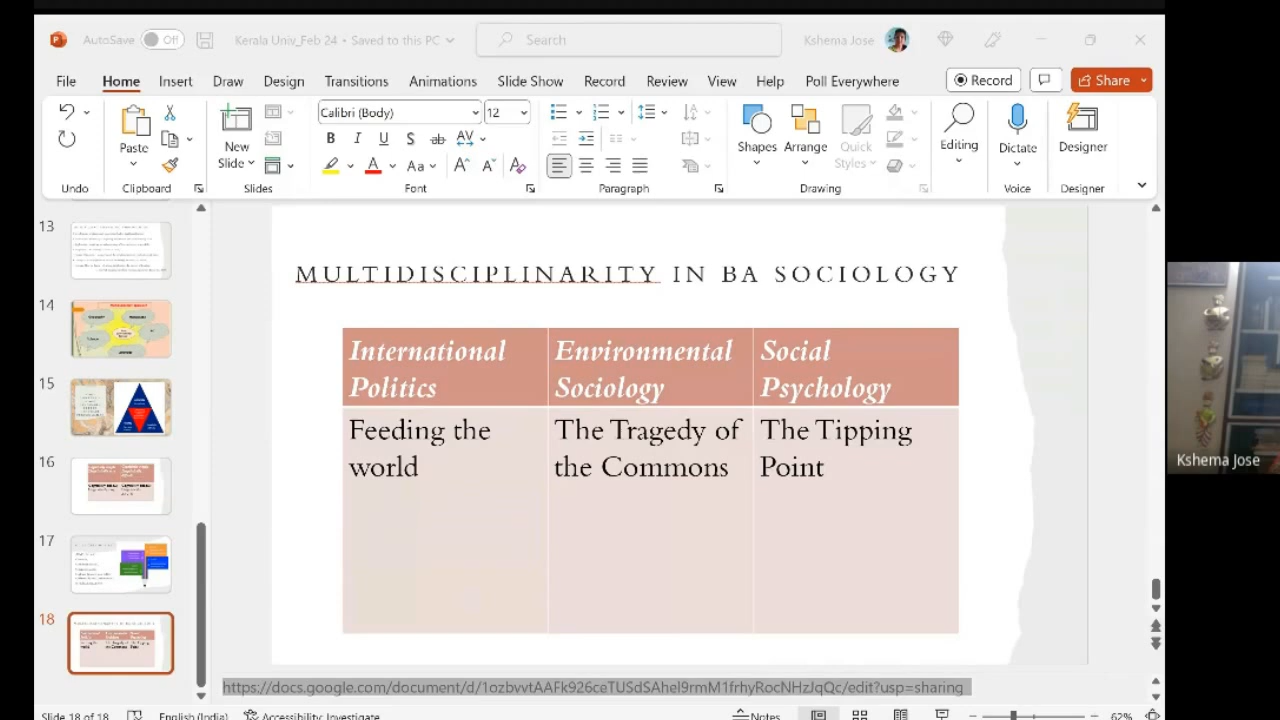 AutoSave Off Kerala Univ_Feb 24 • Saved to this PC Search Kshema Jose
File Home Insert Draw Design Transitions Animations Slide Show Record Review View Help Poll Everywhere Record Share
Calibri (Body) 12
Paste New Slide Shapes Arrange Quick Styles Editing Dictate Designer
Undo Clipboard Slides Font Paragraph Drawing Voice Designer
13
14
15
16
17
18
MULTIDISCIPLINARITY IN BA SOCIOLOGY
International Politics
Environmental Sociology
Social Psychology
Feeding the world
The Tragedy of the Commons
The Tipping Point
Kshema Jose
https://docs.google.com/document/d/1ozbvvtAAFk926ceTUSdSAhel9rmM1frhyRocNHzJqQc/edit?usp=sharing
Slide 18 of 18 English (India) Accessibility: Investigate Notes 62%